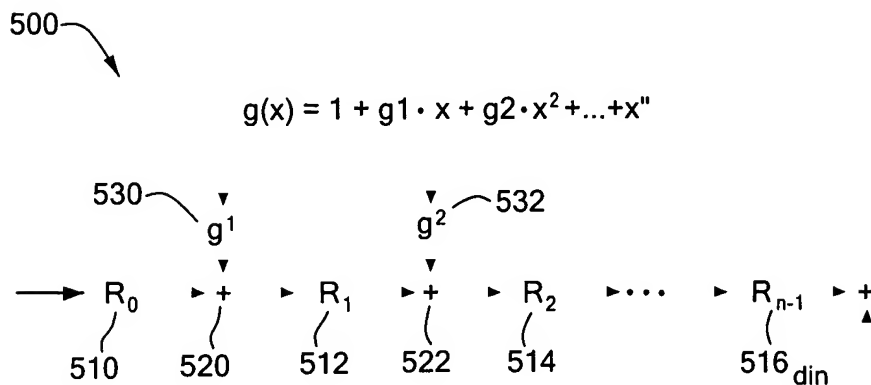 500
g(x) = 1 + g1 · x + g2 · x² +...+x"
530 g¹ g² 532
R₀ + R₁ + R₂ ··· Rₙ₋₁ +
510 520 512 522 514 516 din